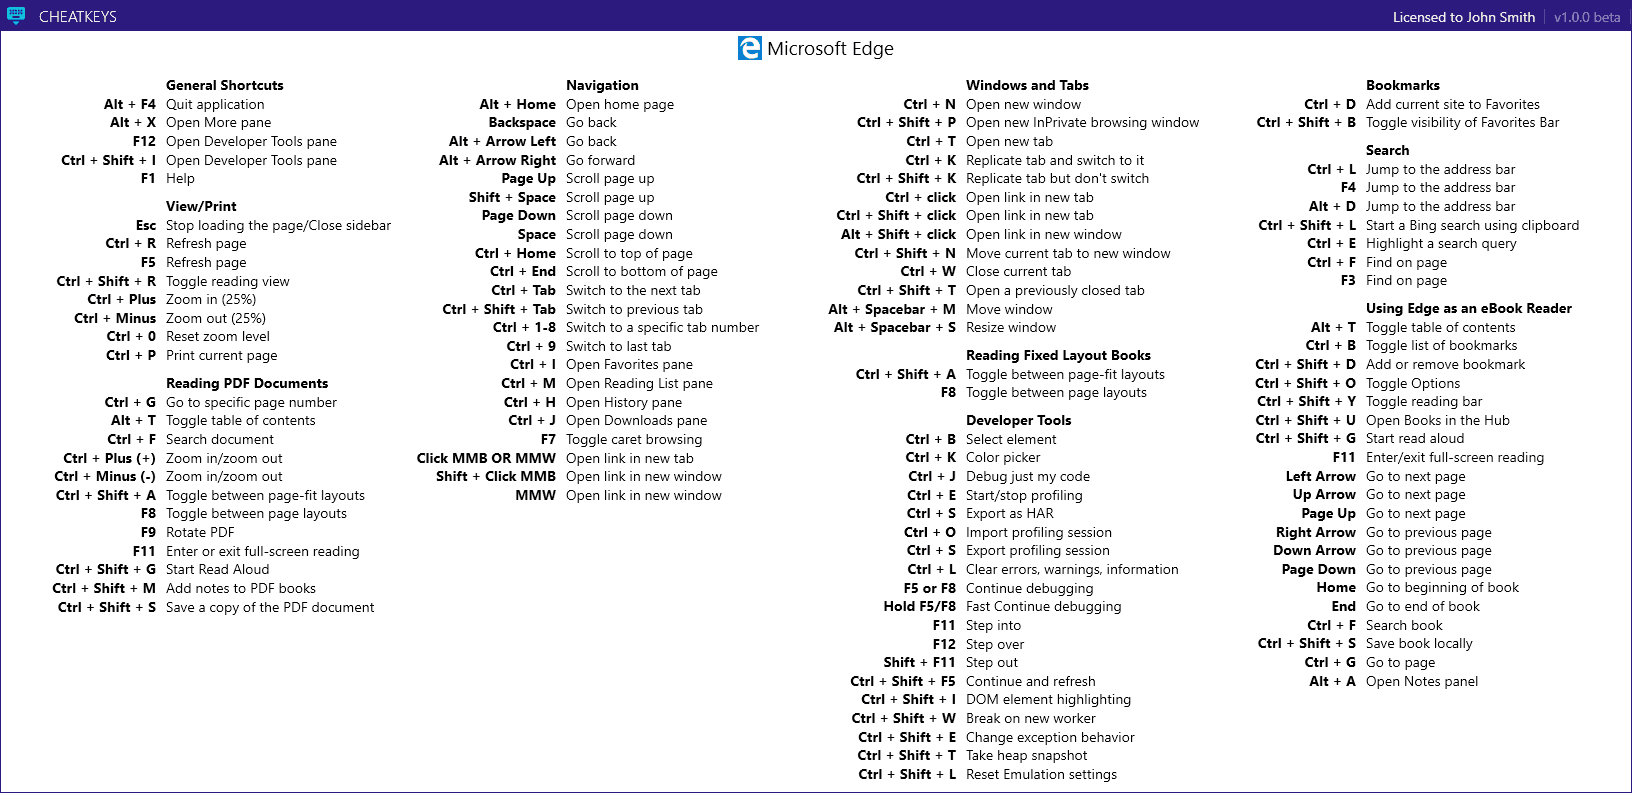 CHEATKEYS
Licensed to John Smith
v1.0.0 beta
Microsoft Edge
General Shortcuts
Alt + F4 Quit application
Alt + X Open More pane
F12 Open Developer Tools pane
Ctrl + Shift + I Open Developer Tools pane
F1 Help
View/Print
Esc Stop loading the page/Close sidebar
Ctrl + R Refresh page
F5 Refresh page
Ctrl + Shift + R Toggle reading view
Ctrl + Plus Zoom in (25%)
Ctrl + Minus Zoom out (25%)
Ctrl + 0 Reset zoom level
Ctrl + P Print current page
Reading PDF Documents
Ctrl + G Go to specific page number
Alt + T Toggle table of contents
Ctrl + F Search document
Ctrl + Plus (+) Zoom in/zoom out
Ctrl + Minus (-) Zoom in/zoom out
Ctrl + Shift + A Toggle between page-fit layouts
F8 Toggle between page layouts
F9 Rotate PDF
F11 Enter or exit full-screen reading
Ctrl + Shift + G Start Read Aloud
Ctrl + Shift + M Add notes to PDF books
Ctrl + Shift + S Save a copy of the PDF document
Navigation
Alt + Home Open home page
Backspace Go back
Alt + Arrow Left Go back
Alt + Arrow Right Go forward
Page Up Scroll page up
Shift + Space Scroll page up
Page Down Scroll page down
Space Scroll page down
Ctrl + Home Scroll to top of page
Ctrl + End Scroll to bottom of page
Ctrl + Tab Switch to the next tab
Ctrl + Shift + Tab Switch to previous tab
Ctrl + 1-8 Switch to a specific tab number
Ctrl + 9 Switch to last tab
Ctrl + I Open Favorites pane
Ctrl + M Open Reading List pane
Ctrl + H Open History pane
Ctrl + J Open Downloads pane
F7 Toggle caret browsing
Click MMB OR MMW Open link in new tab
Shift + Click MMB Open link in new window
MMW Open link in new window
Windows and Tabs
Ctrl + N Open new window
Ctrl + Shift + P Open new InPrivate browsing window
Ctrl + T Open new tab
Ctrl + K Replicate tab and switch to it
Ctrl + Shift + K Replicate tab but don't switch
Ctrl + click Open link in new tab
Ctrl + Shift + click Open link in new tab
Alt + Shift + click Open link in new window
Ctrl + Shift + N Move current tab to new window
Ctrl + W Close current tab
Ctrl + Shift + T Open a previously closed tab
Alt + Spacebar + M Move window
Alt + Spacebar + S Resize window
Reading Fixed Layout Books
Ctrl + Shift + A Toggle between page-fit layouts
F8 Toggle between page layouts
Developer Tools
Ctrl + B Select element
Ctrl + K Color picker
Ctrl + J Debug just my code
Ctrl + E Start/stop profiling
Ctrl + S Export as HAR
Ctrl + O Import profiling session
Ctrl + S Export profiling session
Ctrl + L Clear errors, warnings, information
F5 or F8 Continue debugging
Hold F5/F8 Fast Continue debugging
F11 Step into
F12 Step over
Shift + F11 Step out
Ctrl + Shift + F5 Continue and refresh
Ctrl + Shift + I DOM element highlighting
Ctrl + Shift + W Break on new worker
Ctrl + Shift + E Change exception behavior
Ctrl + Shift + T Take heap snapshot
Ctrl + Shift + L Reset Emulation settings
Bookmarks
Ctrl + D Add current site to Favorites
Ctrl + Shift + B Toggle visibility of Favorites Bar
Search
Ctrl + L Jump to the address bar
F4 Jump to the address bar
Alt + D Jump to the address bar
Ctrl + Shift + L Start a Bing search using clipboard
Ctrl + E Highlight a search query
Ctrl + F Find on page
F3 Find on page
Using Edge as an eBook Reader
Alt + T Toggle table of contents
Ctrl + B Toggle list of bookmarks
Ctrl + Shift + D Add or remove bookmark
Ctrl + Shift + O Toggle Options
Ctrl + Shift + Y Toggle reading bar
Ctrl + Shift + U Open Books in the Hub
Ctrl + Shift + G Start read aloud
F11 Enter/exit full-screen reading
Left Arrow Go to next page
Up Arrow Go to next page
Page Up Go to next page
Right Arrow Go to previous page
Down Arrow Go to previous page
Page Down Go to previous page
Home Go to beginning of book
End Go to end of book
Ctrl + F Search book
Ctrl + Shift + S Save book locally
Ctrl + G Go to page
Alt + A Open Notes panel